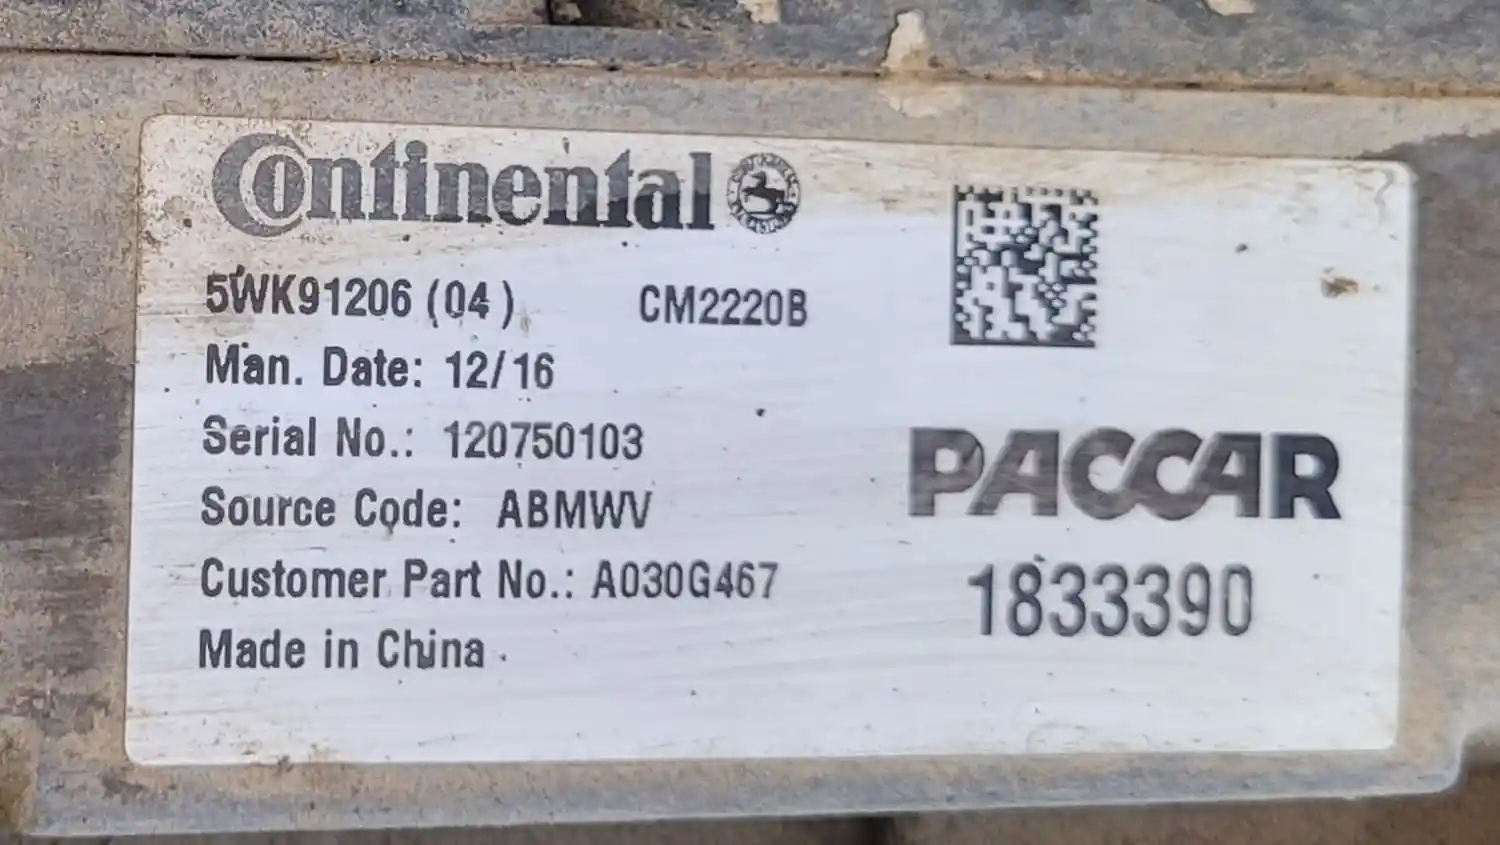 Continental
5WK91206 (04) CM2220B
Man. Date: 12/16
Serial No.: 120750103
Source Code: ABMWV
Customer Part No.: A030G467
Made in China
PACCAR
1833390